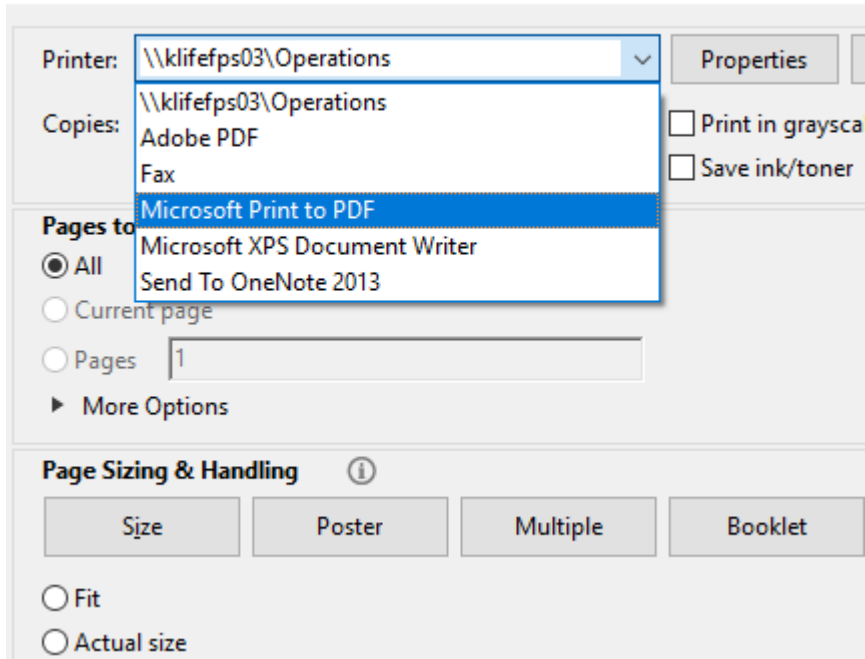 Printer: \\klifefps03\Operations Properties
\\klifefps03\Operations
Copies: Adobe PDF Print in graysca
Fax Save ink/toner
Microsoft Print to PDF
Pages to
Microsoft XPS Document Writer
All
Send To OneNote 2013
Current page
Pages 1
More Options
Page Sizing & Handling
Size Poster Multiple Booklet
Fit
Actual size